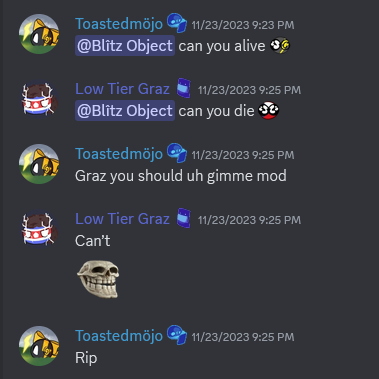 Toastedmöjo 11/23/2023 9:23 PM
@Blîtz Object can you alive
Low Tier Graz 11/23/2023 9:25 PM
@Blîtz Object can you die
Toastedmöjo 11/23/2023 9:25 PM
Graz you should uh gimme mod
Low Tier Graz 11/23/2023 9:25 PM
Can't
Toastedmöjo 11/23/2023 9:25 PM
Rip